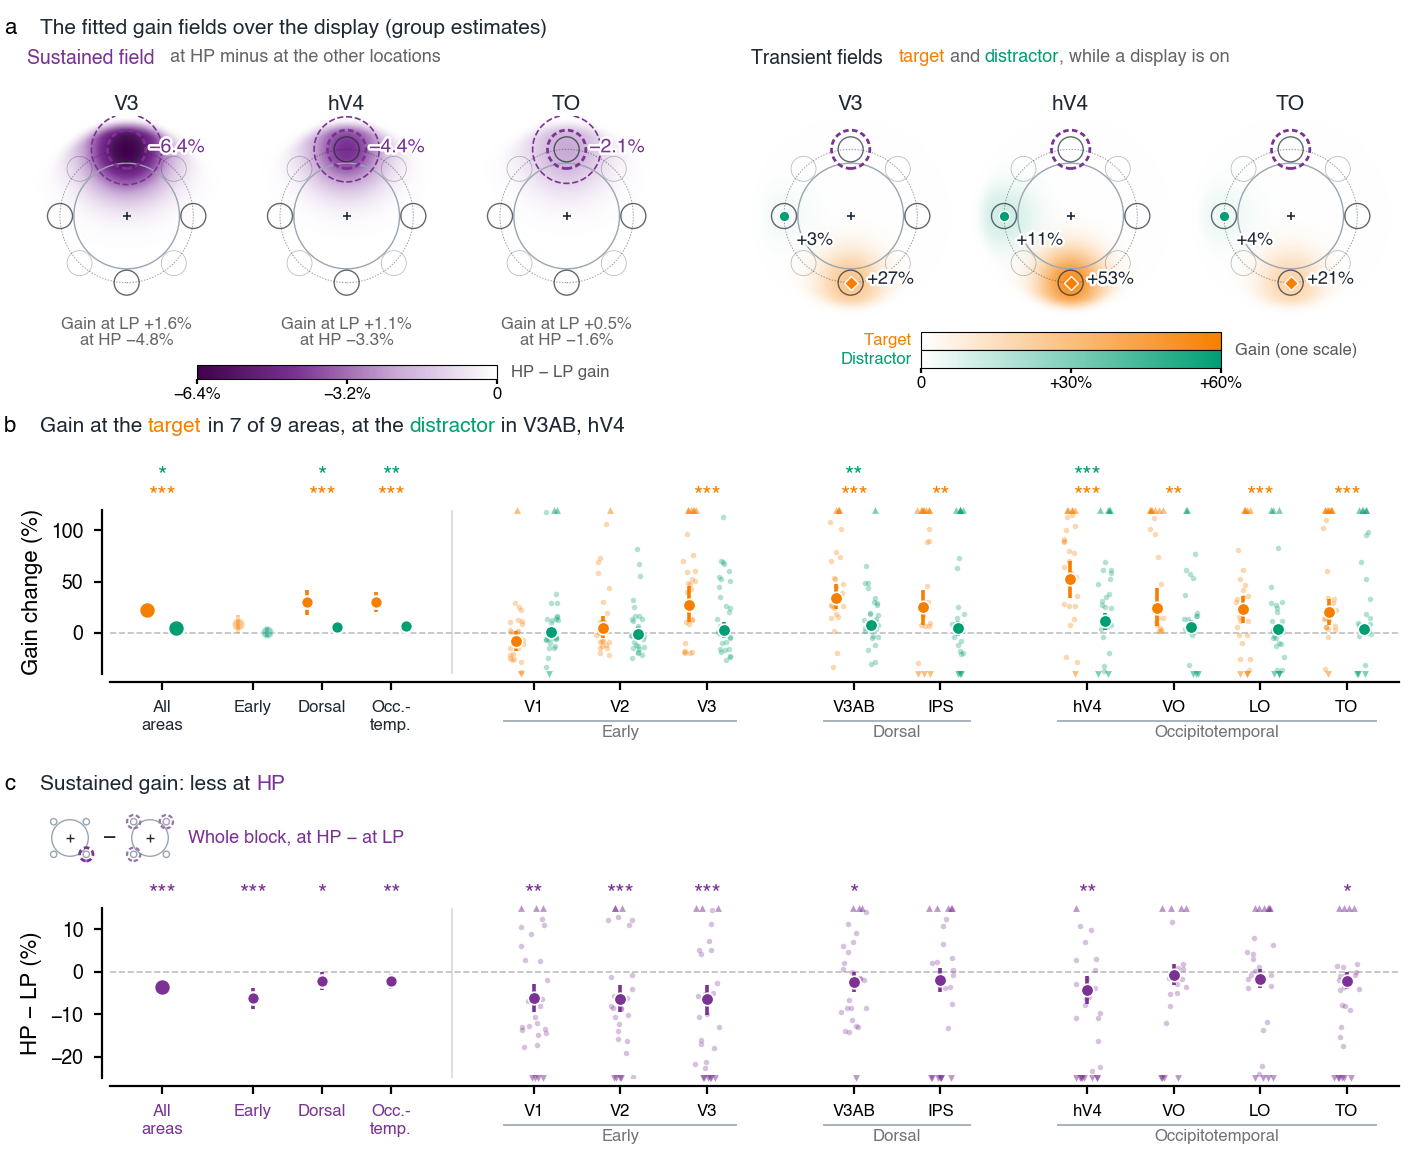 a The fitted gain fields over the display (group estimates)
Sustained field at HP minus at the other locations
Transient fields target and distractor, while a display is on
V3 hV4 TO
V3 hV4 TO
−6.4% −4.4% −2.1%
+3% +11% +4%
+27% +53% +21%
Gain at LP +1.6% Gain at LP +1.1% Gain at LP +0.5%
at HP −4.8% at HP −3.3% at HP −1.6%
Target
Distractor
Gain (one scale)
0 +30% +60%
HP − LP gain
−6.4% −3.2% 0
b Gain at the target in 7 of 9 areas, at the distractor in V3AB, hV4
* * ** ** ***
*** *** *** *** *** ** *** ** *** ***
Gain change (%)
100
50
0
All areas Early Dorsal Occ.-temp. V1 V2 V3 V3AB IPS hV4 VO LO TO
Early Dorsal Occipitotemporal
c Sustained gain: less at HP
− Whole block, at HP − at LP
*** *** * ** ** *** *** * ** *
HP − LP (%)
10
0
−10
−20
All areas Early Dorsal Occ.-temp. V1 V2 V3 V3AB IPS hV4 VO LO TO
Early Dorsal Occipitotemporal